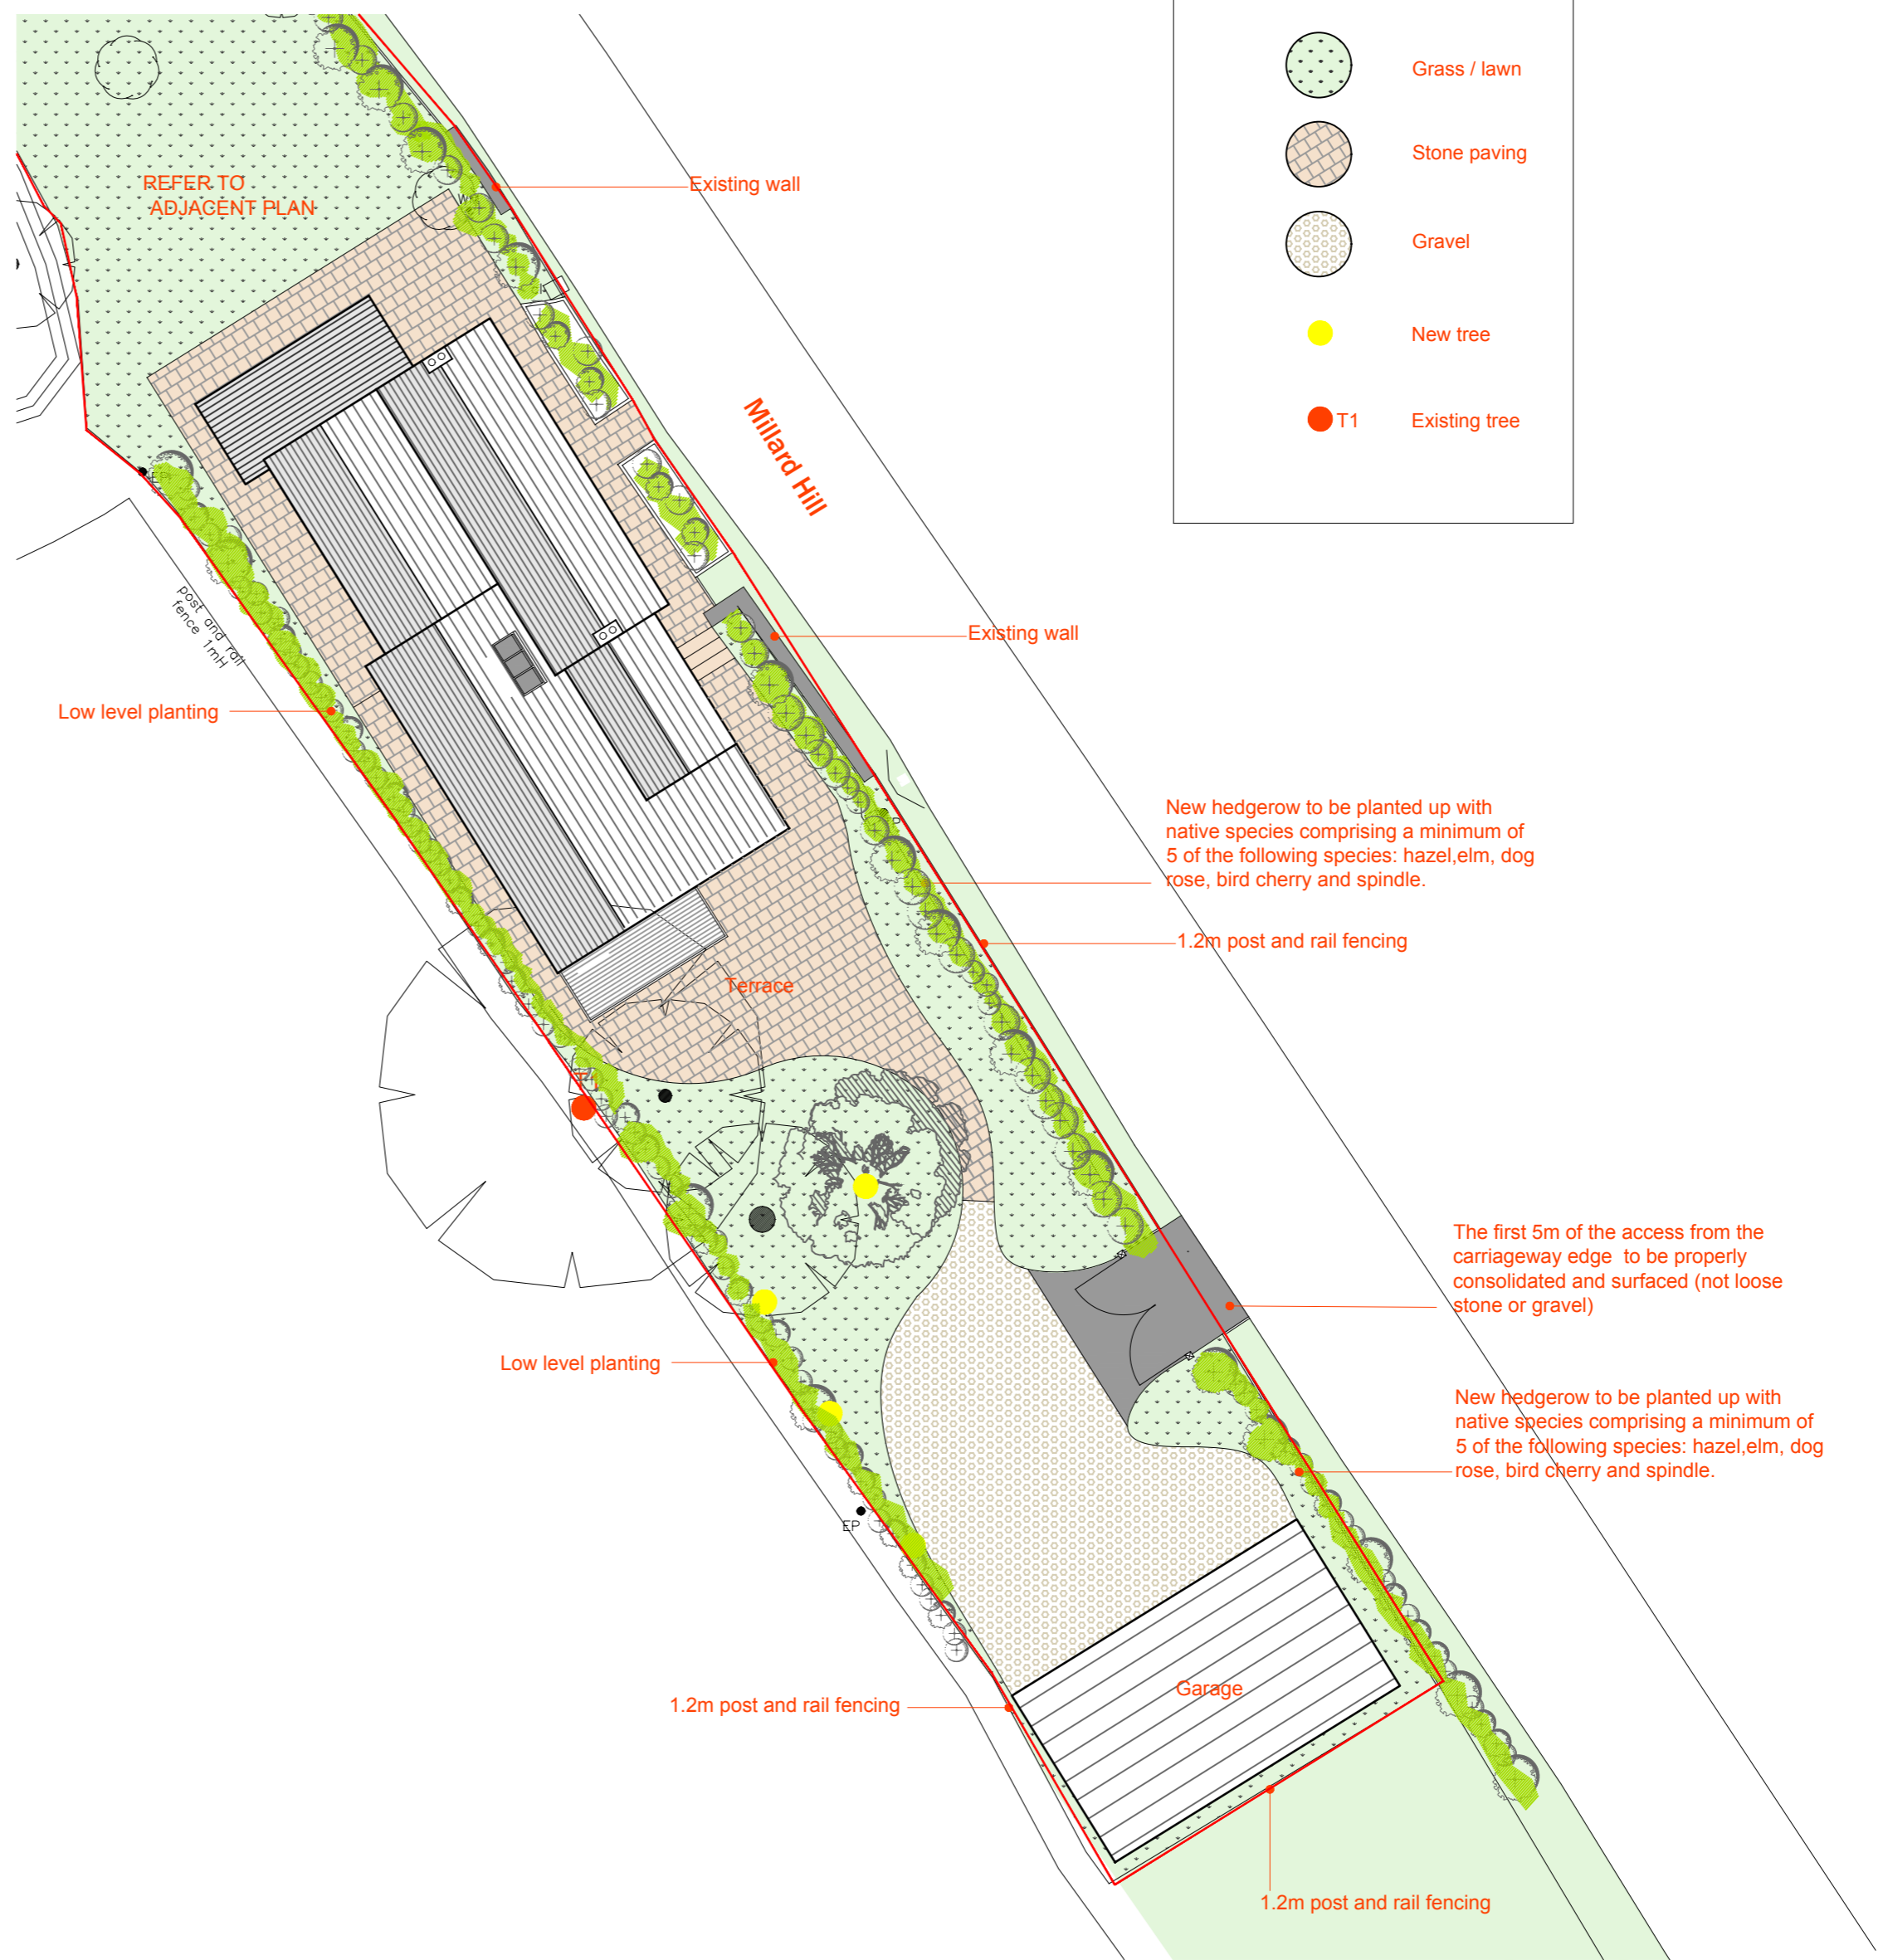 Grass / lawn
Stone paving
Gravel
New tree
T1
Existing tree
REFER TO
ADJACENT PLAN
Existing wall
Millard Hill
post and rail
fence 1mH
Existing wall
Low level planting
New hedgerow to be planted up with
native species comprising a minimum of
5 of the following species: hazel,elm, dog
rose, bird cherry and spindle.
1.2m post and rail fencing
Terrace
The first 5m of the access from the
carriageway edge to be properly
consolidated and surfaced (not loose
stone or gravel)
Low level planting
New hedgerow to be planted up with
native species comprising a minimum of
5 of the following species: hazel,elm, dog
rose, bird cherry and spindle.
EP
1.2m post and rail fencing
Garage
1.2m post and rail fencing